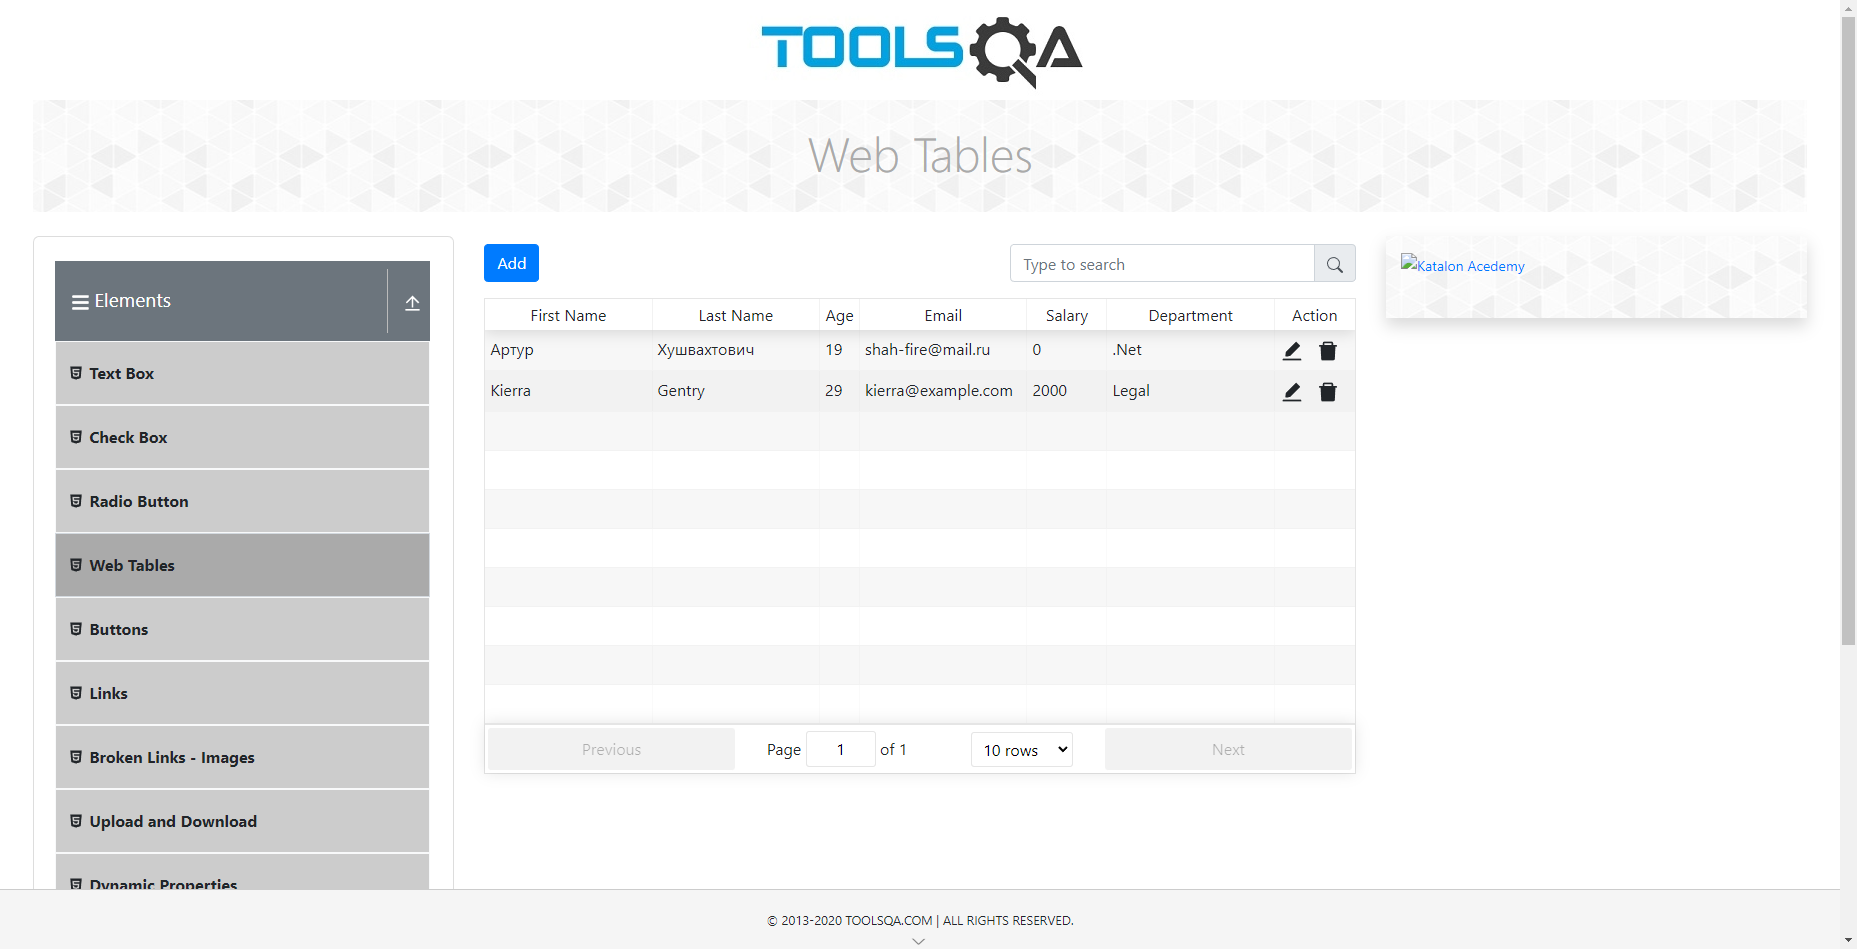 TOOLSQA
Web Tables
Elements
Text Box
Check Box
Radio Button
Web Tables
Buttons
Links
Broken Links - Images
Upload and Download
Dynamic Properties
Add
Type to search
First Name Last Name Age Email Salary Department Action
Артур Хушвахтович 19 shah-fire@mail.ru 0 .Net
Kierra Gentry 29 kierra@example.com 2000 Legal
Previous Page 1 of 1 10 rows Next
Katalon Acedemy
© 2013-2020 TOOLSQA.COM | ALL RIGHTS RESERVED.